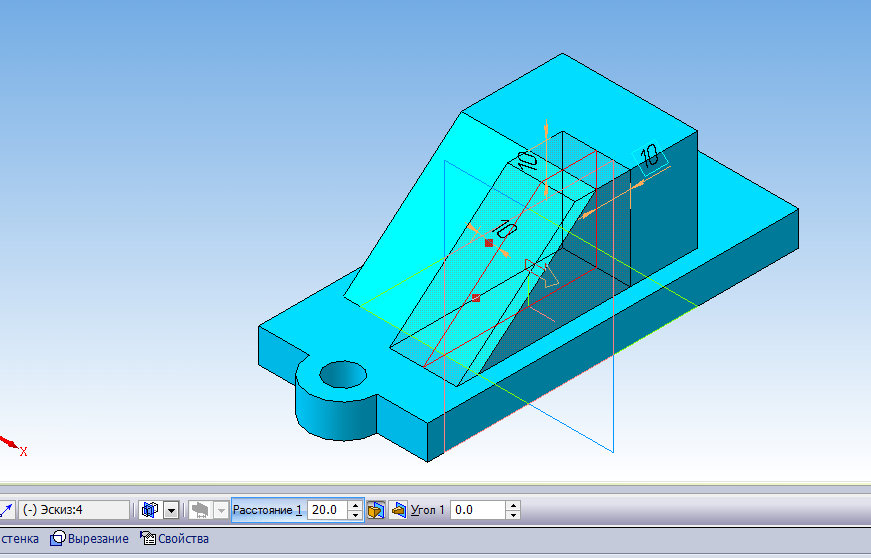 10
10
10
X
(-) Эскиз:4 Расстояние 1 20.0 Угол 1 0.0
стенка Вырезание Свойства